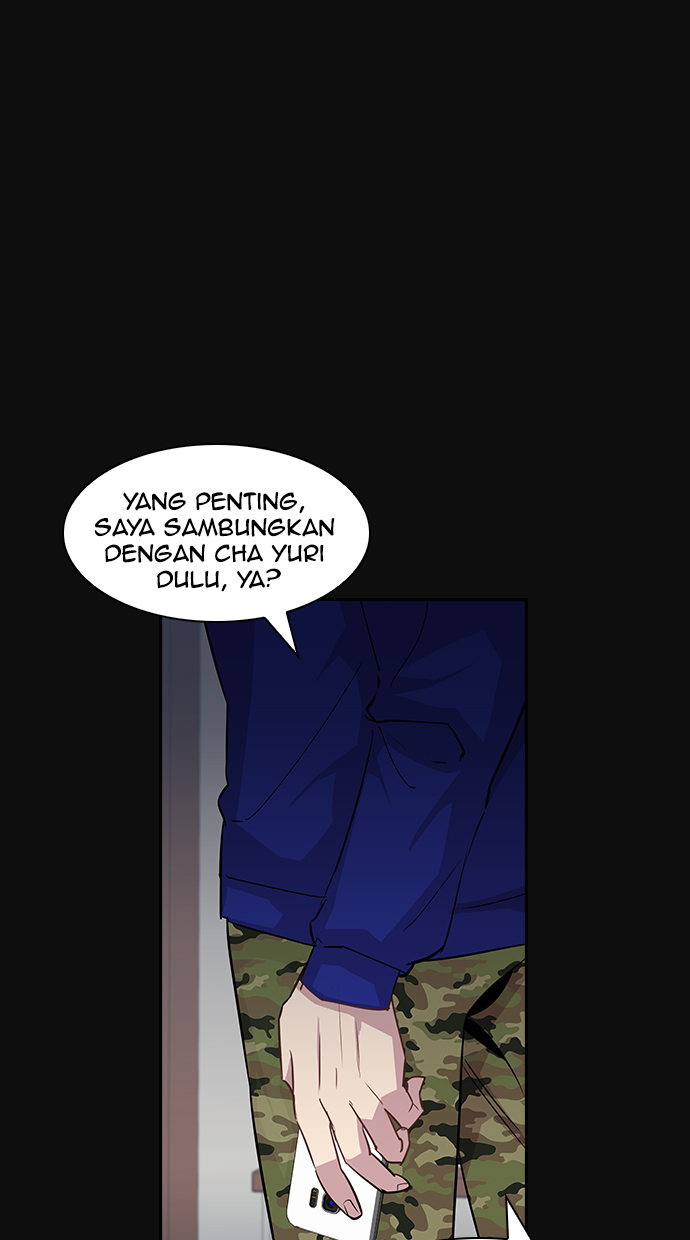 YANG PENTING,
SAYA SAMBUNGKAN
DENGAN CHA YURI
DULU, YA?